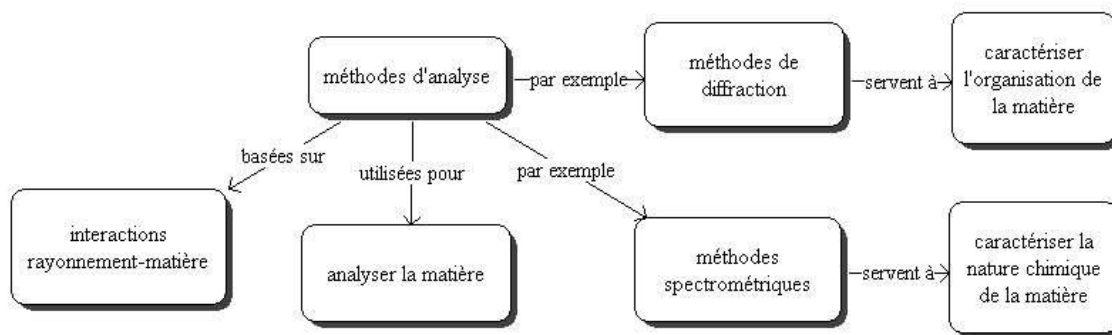 méthodes d'analyse
par exemple
méthodes de
diffraction
servent à
caractériser
l'organisation de
la matière
basées sur
utilisées pour
par exemple
interactions
rayonnement-matière
analyser la matière
méthodes
spectrométriques
servent à
caractériser la
nature chimique
de la matière